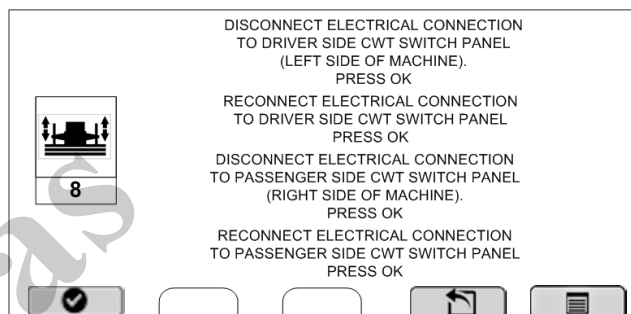 DISCONNECT ELECTRICAL CONNECTION
TO DRIVER SIDE CWT SWITCH PANEL
(LEFT SIDE OF MACHINE).
PRESS OK
RECONNECT ELECTRICAL CONNECTION
TO DRIVER SIDE CWT SWITCH PANEL
PRESS OK
DISCONNECT ELECTRICAL CONNECTION
TO PASSENGER SIDE CWT SWITCH PANEL
(RIGHT SIDE OF MACHINE).
PRESS OK
RECONNECT ELECTRICAL CONNECTION
TO PASSENGER SIDE CWT SWITCH PANEL
PRESS OK
8
as